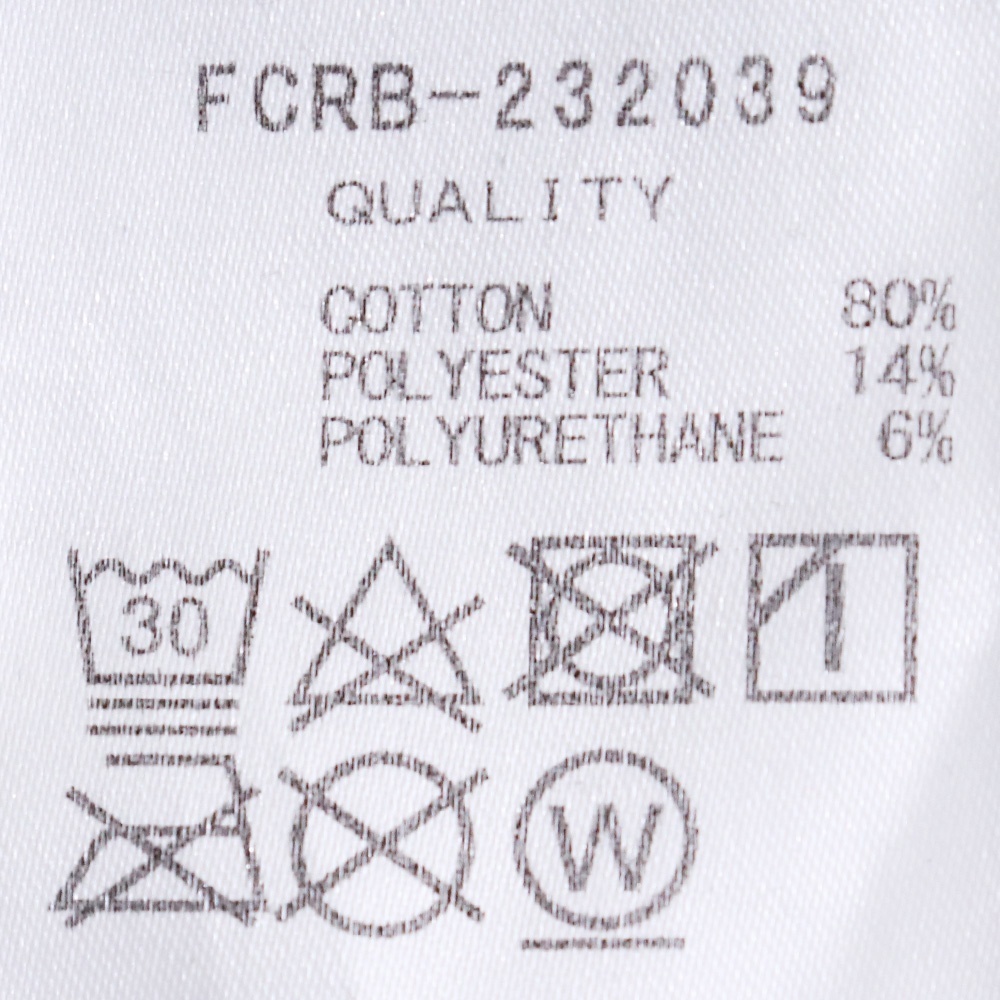 FCRB-232039
QUALITY
COTTON 80%
POLYESTER 14%
POLYURETHANE 6%
30
W